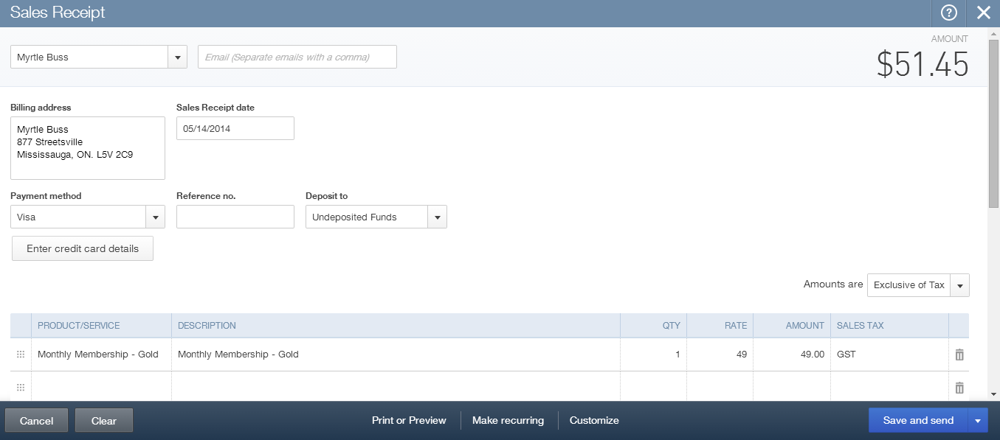 Sales Receipt
?
AMOUNT
$51.45
Myrtle Buss
Email (Separate emails with a comma)
Billing address
Sales Receipt date
Myrtle Buss
877 Streetsville
Mississauga, ON. L5V 2C9
05/14/2014
Payment method
Reference no.
Deposit to
Visa
Undeposited Funds
Enter credit card details
Amounts are
Exclusive of Tax
PRODUCT/SERVICE DESCRIPTION QTY RATE AMOUNT SALES TAX
Monthly Membership - Gold Monthly Membership - Gold 1 49 49.00 GST
Cancel Clear Print or Preview Make recurring Customize Save and send